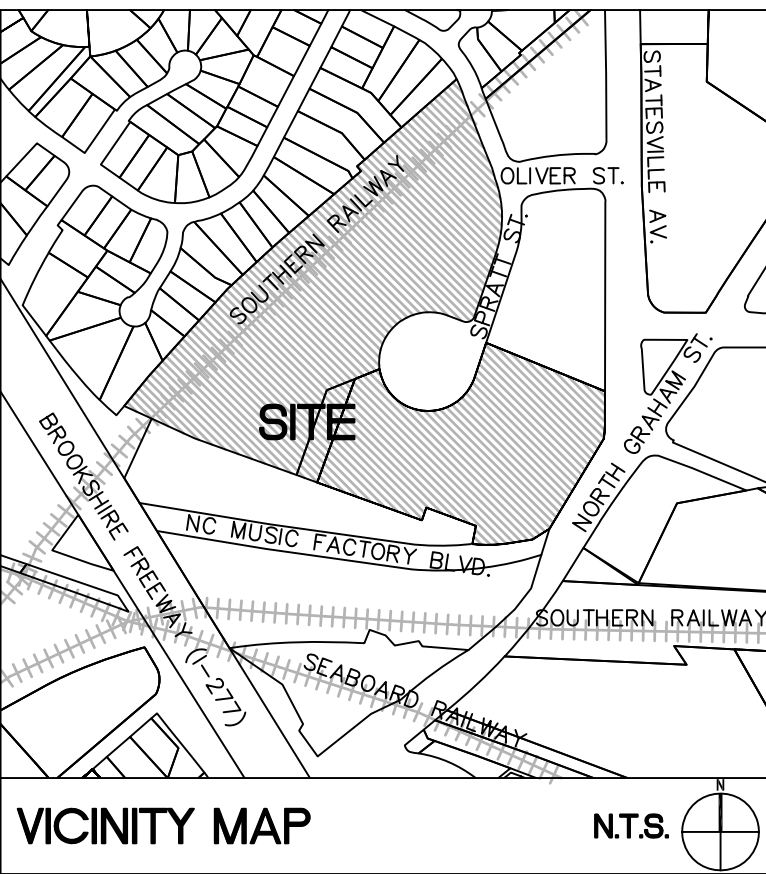 STATESVILLE AV.
OLIVER ST.
SOUTHERN RAILWAY
SPRATT ST.
SITE
NORTH GRAHAM ST.
BROOKSHIRE FREEWAY (I-277)
NC MUSIC FACTORY BLVD.
SOUTHERN RAILWAY
SEABOARD RAILWAY
VICINITY MAP
N.T.S.
N